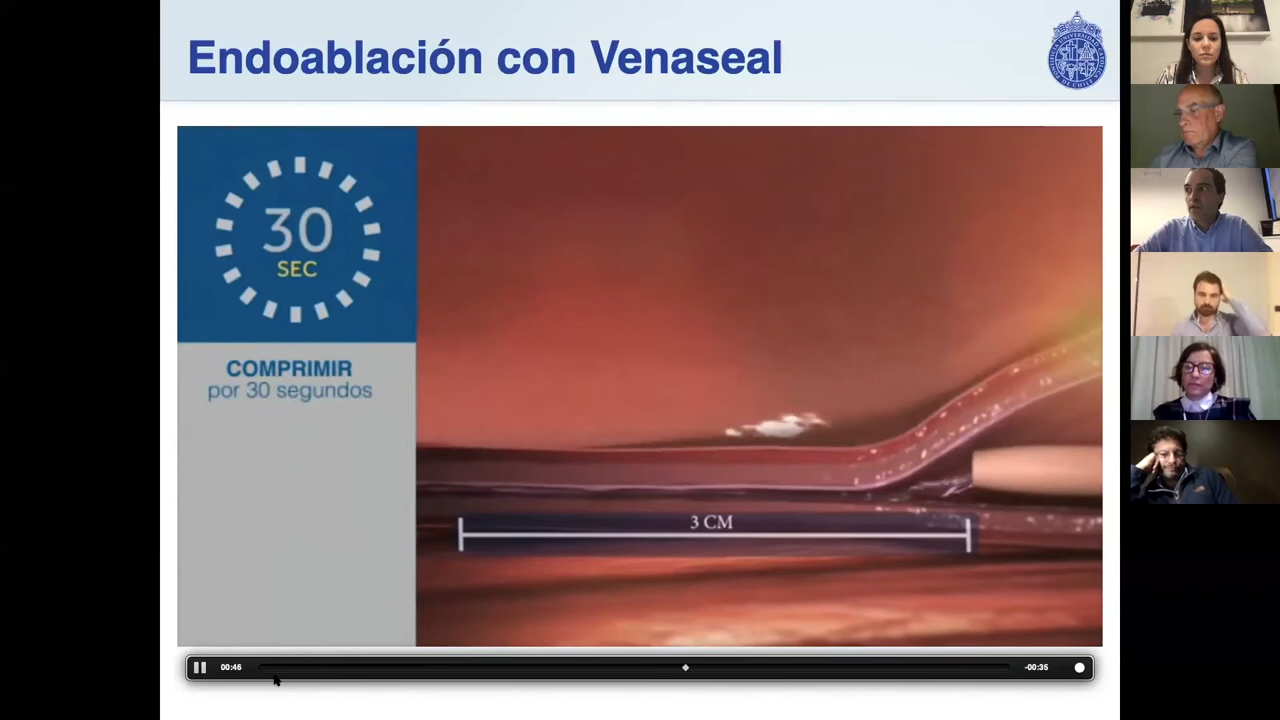 Endoablación con Venaseal
30
SEC
COMPRIMIR
por 30 segundos
3 CM
00:46
-00:35